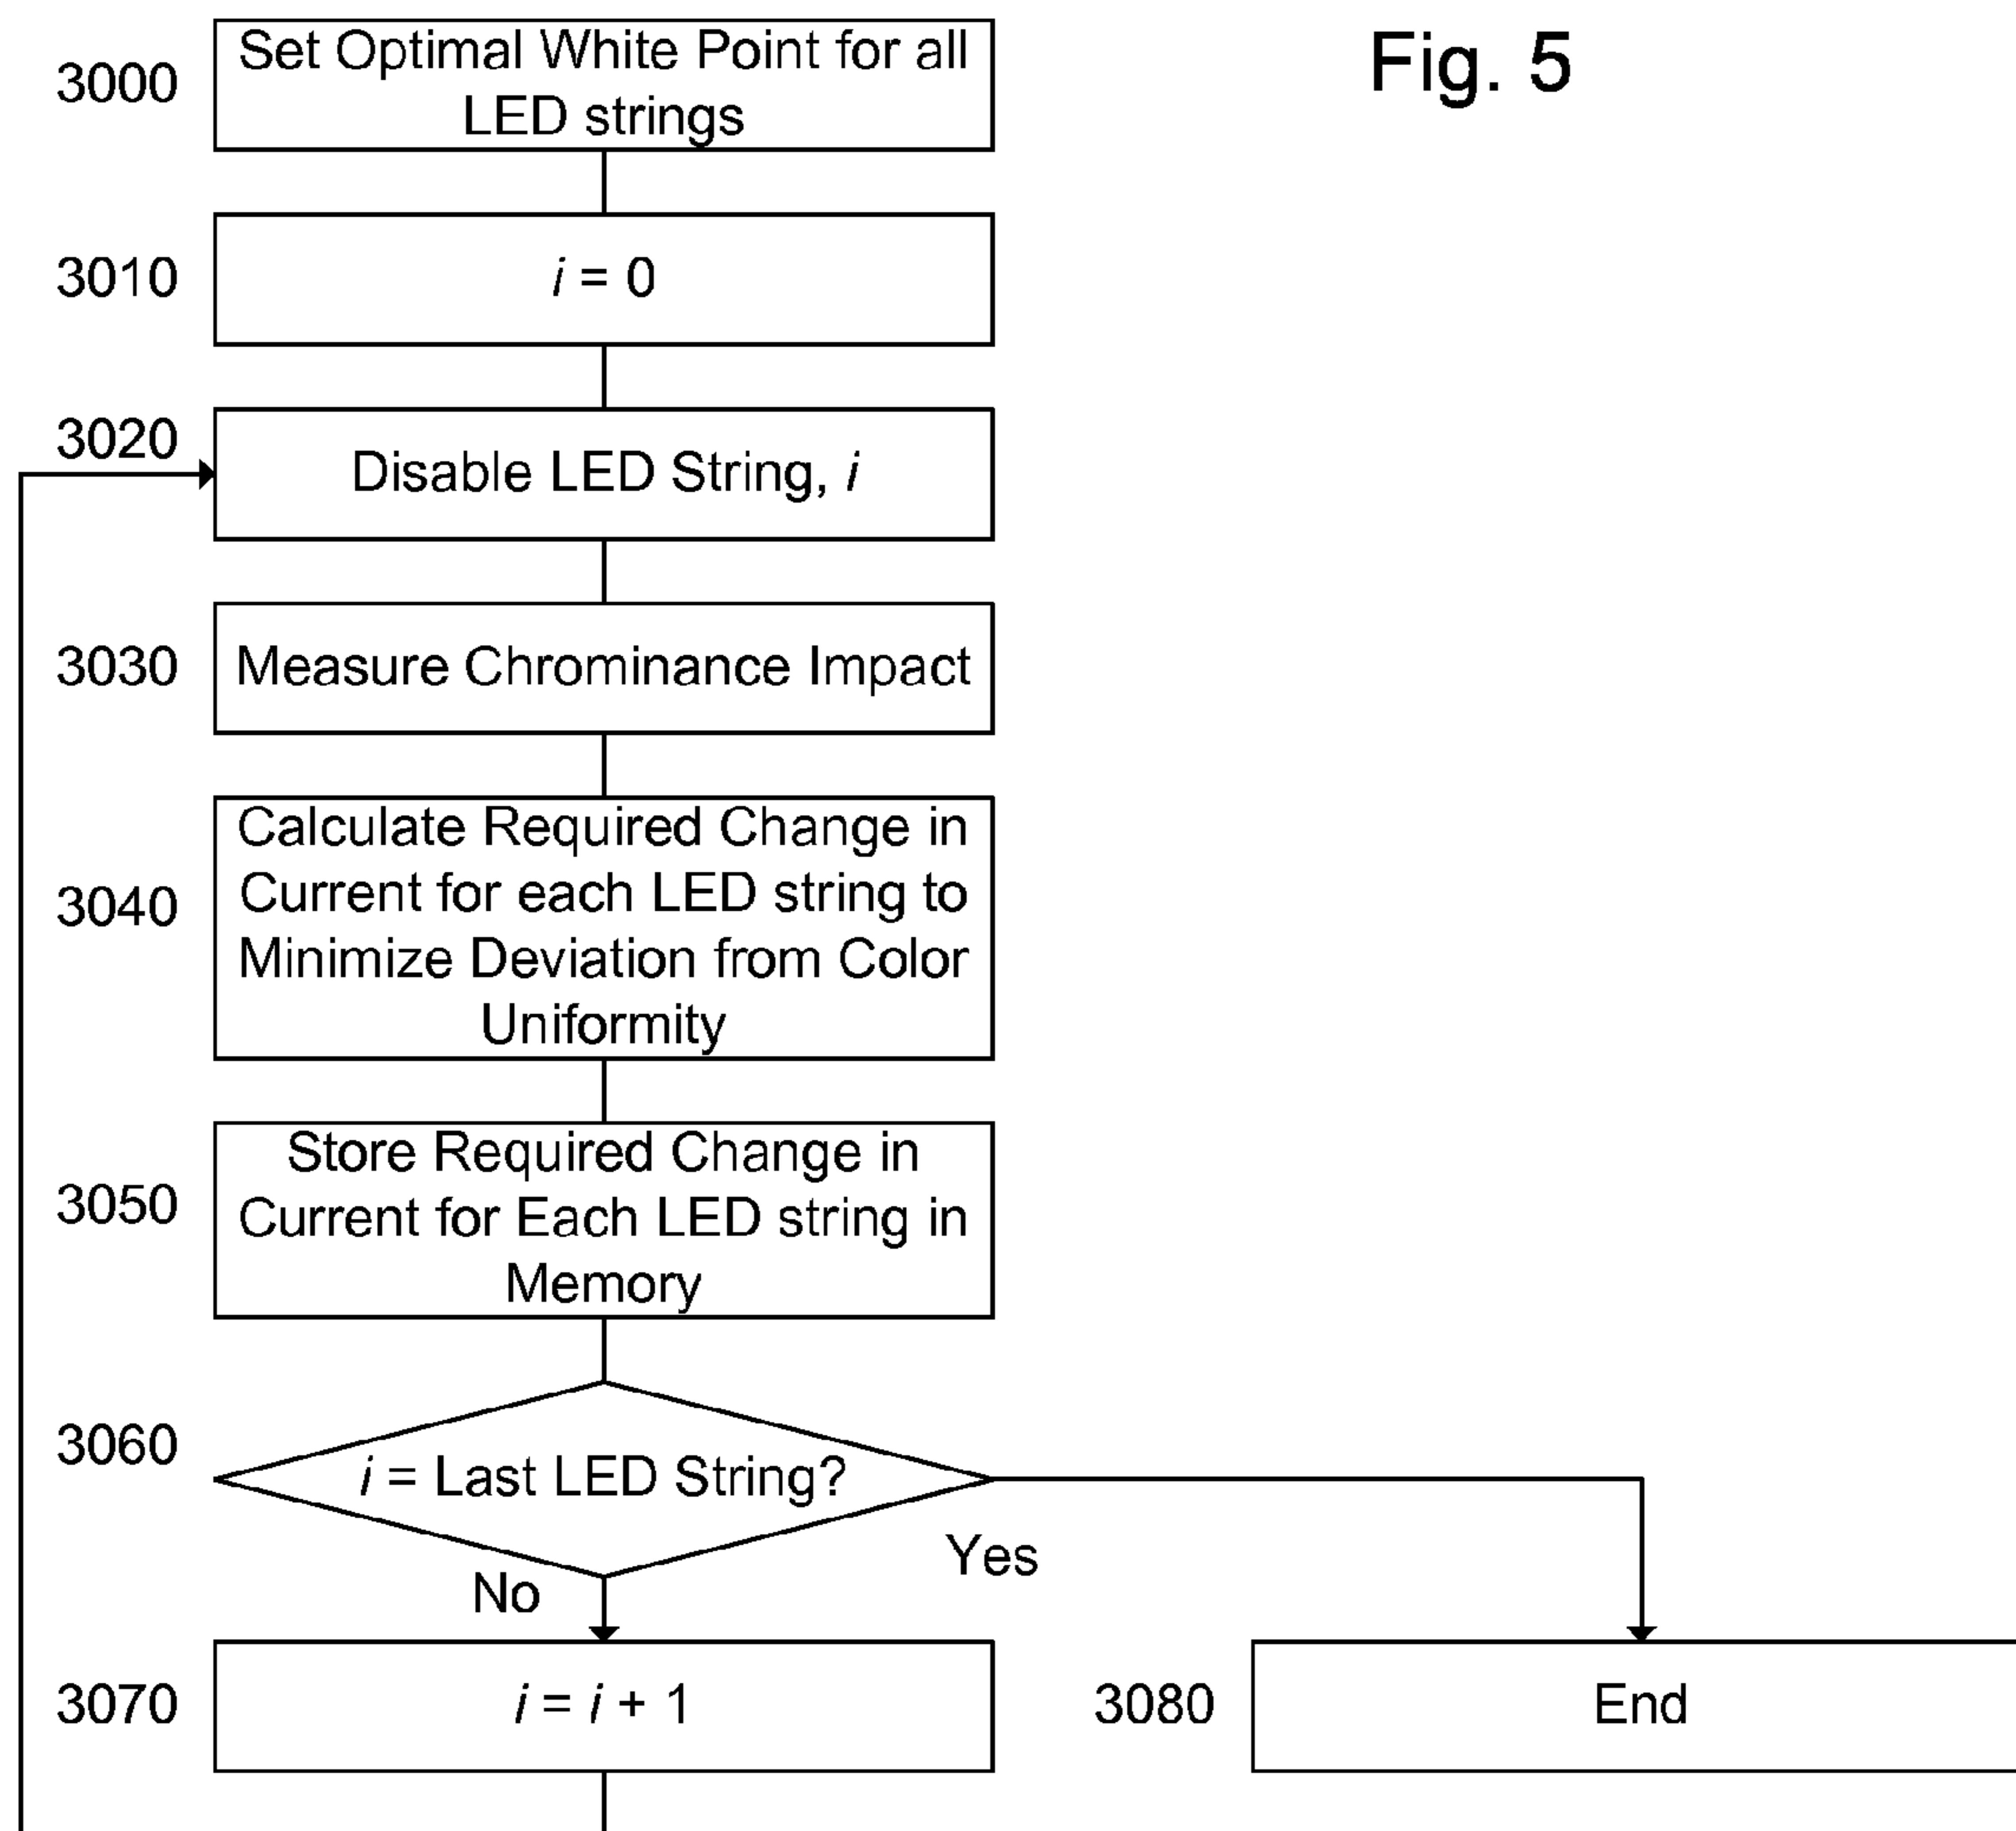 Fig. 5
3000
Set Optimal White Point for all
LED strings
3010
i = 0
3020
Disable LED String, i
3030
Measure Chrominance Impact
3040
Calculate Required Change in
Current for each LED string to
Minimize Deviation from Color
Uniformity
3050
Store Required Change in
Current for Each LED string in
Memory
3060
i = Last LED String?
Yes
No
3070
i = i + 1
3080
End